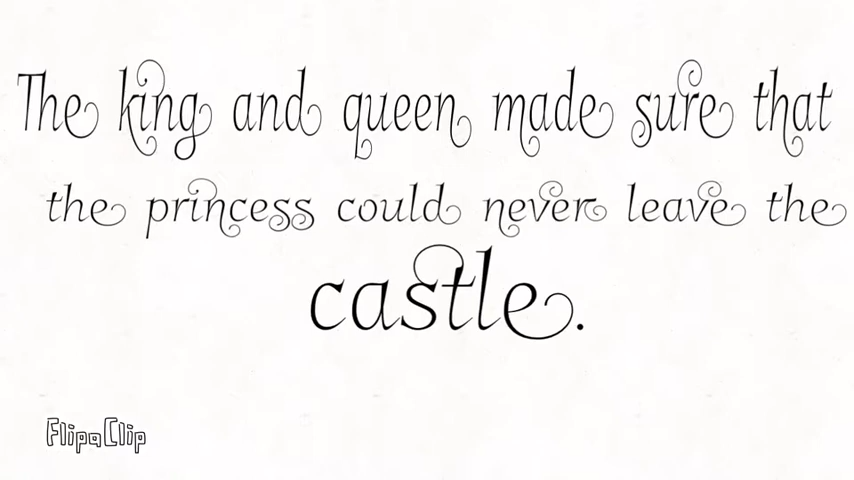 The king and queen made sure that
the princess could never leave the
castle.
FlipaClip